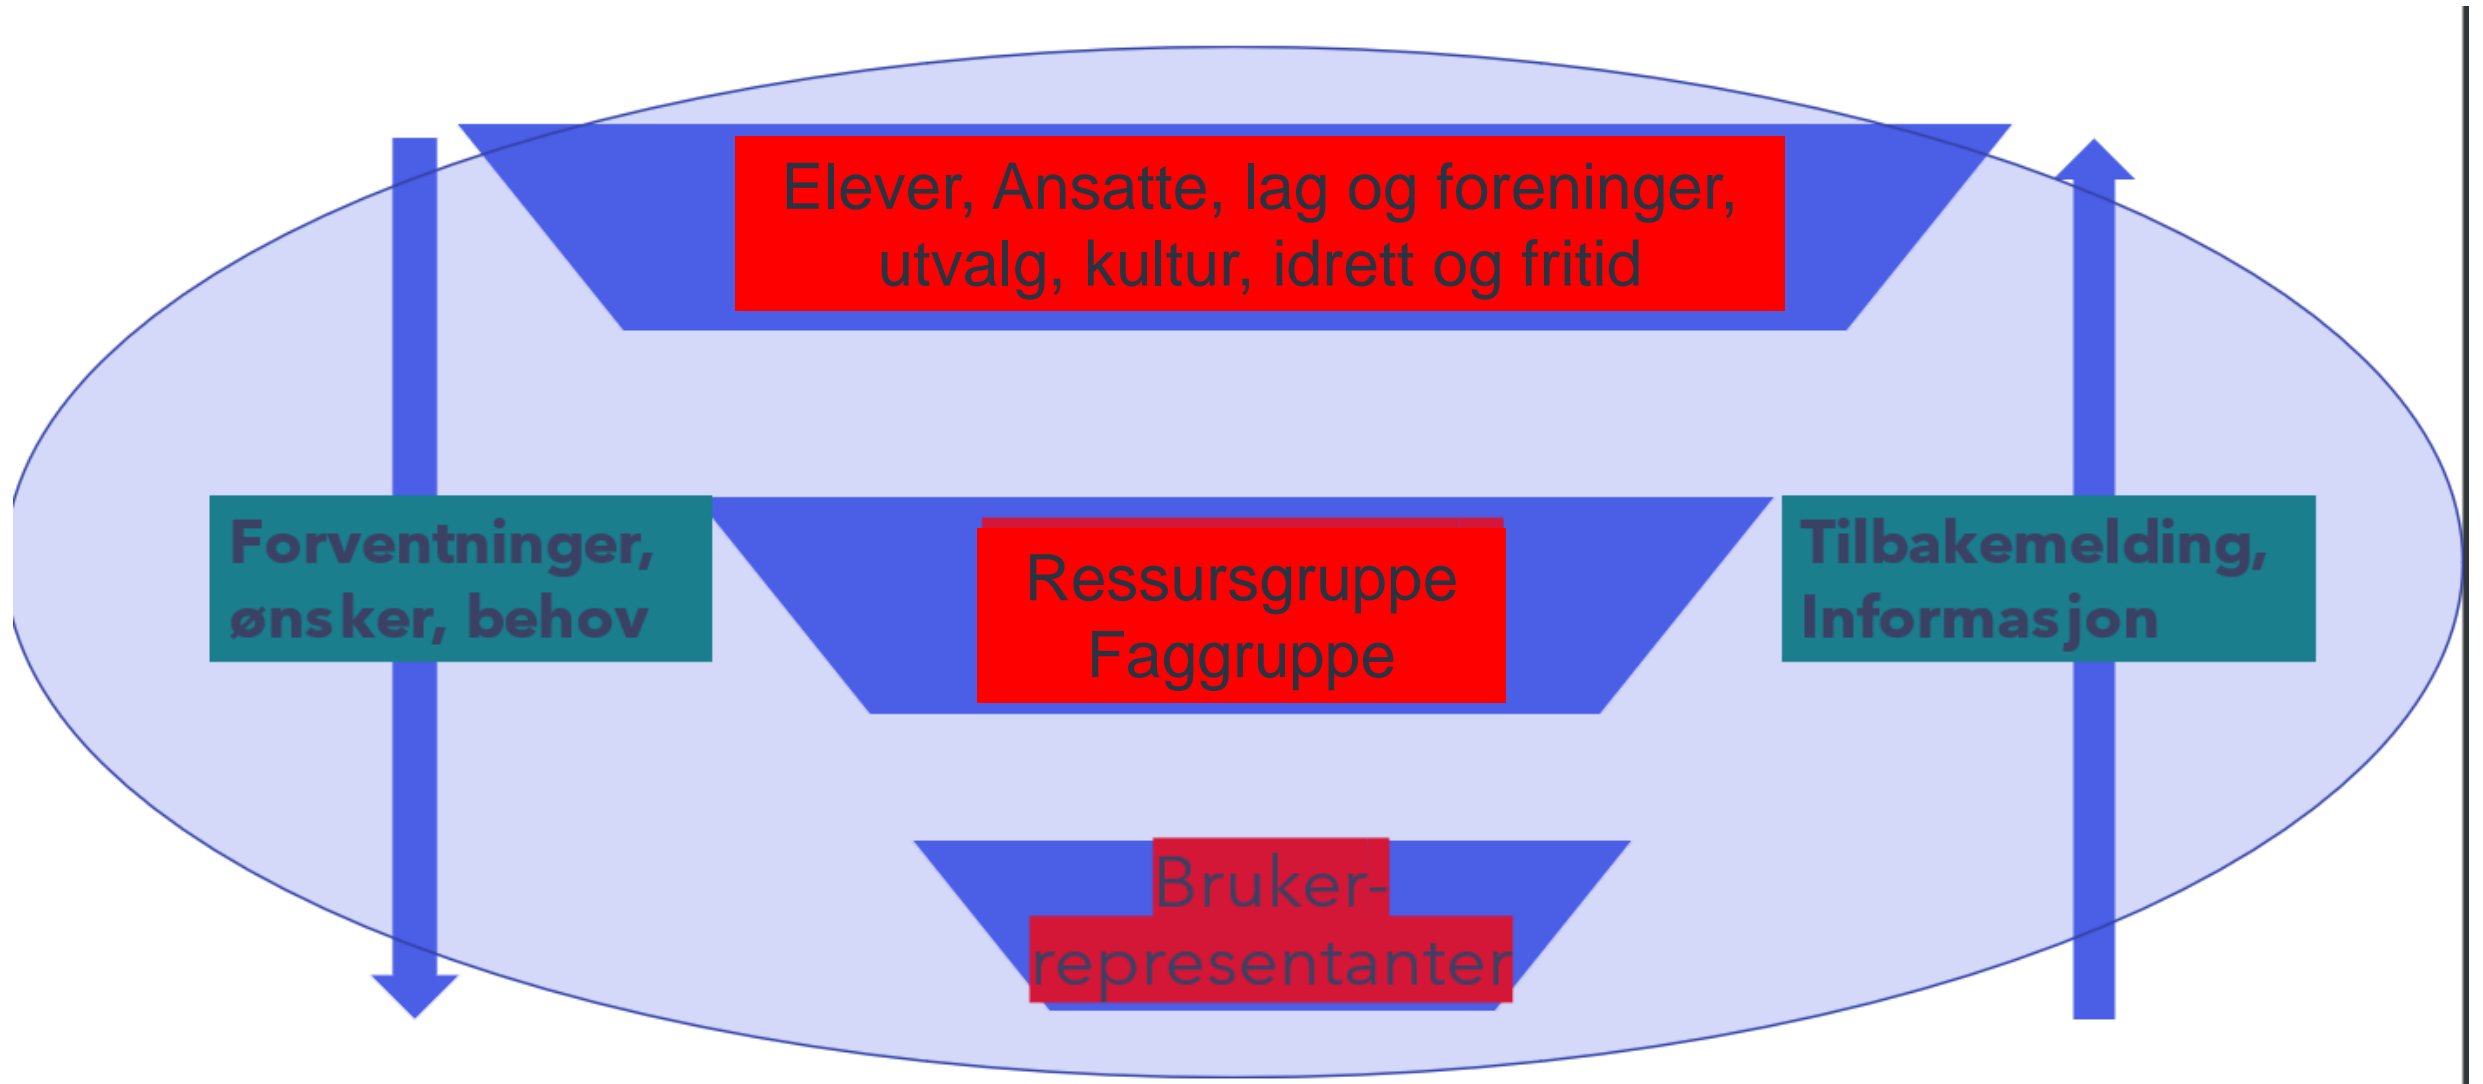 Elever, Ansatte, lag og foreninger,
utvalg, kultur, idrett og fritid
Forventninger,
ønsker, behov
Ressursgruppe
Faggruppe
Tilbakemelding,
Informasjon
Bruker-
representanter